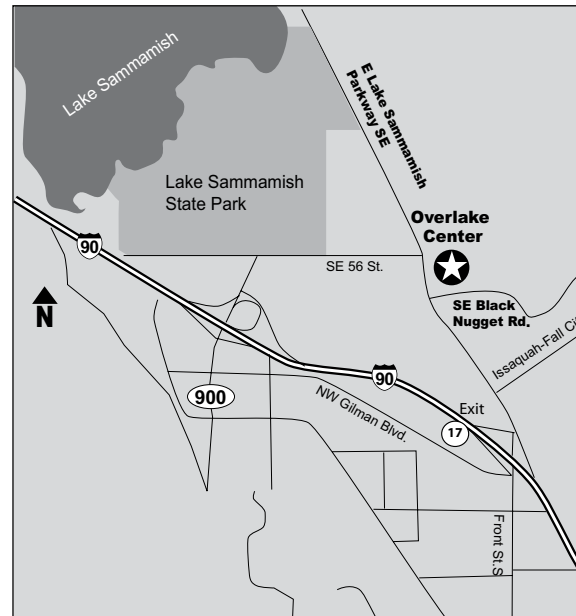 Lake Sammamish
E Lake Sammamish
Parkway SE
Lake Sammamish
State Park
Overlake
Center
90
SE 56 St.
N
SE Black
Nugget Rd.
Issaquah-Fall Cit
90
900
NW Gilman Blvd.
Exit
17
Front St.S